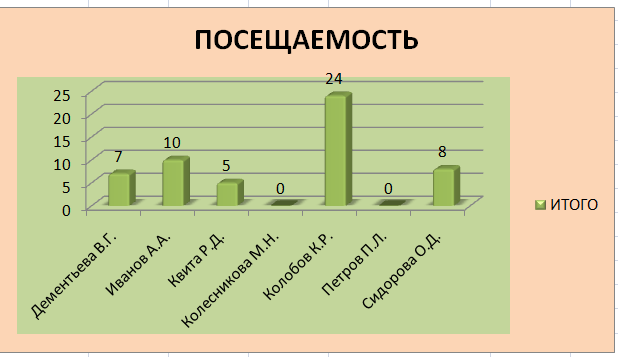 ПОСЕЩАЕМОСТЬ
25
20
15
10
5
0
7
10
5
0
24
0
8
Дементьева В.Г.
Иванов А.А.
Квита Р.Д.
Колесникова М.Н.
Колобов К.Р.
Петров П.Л.
Сидорова О.Д.
ИТОГО